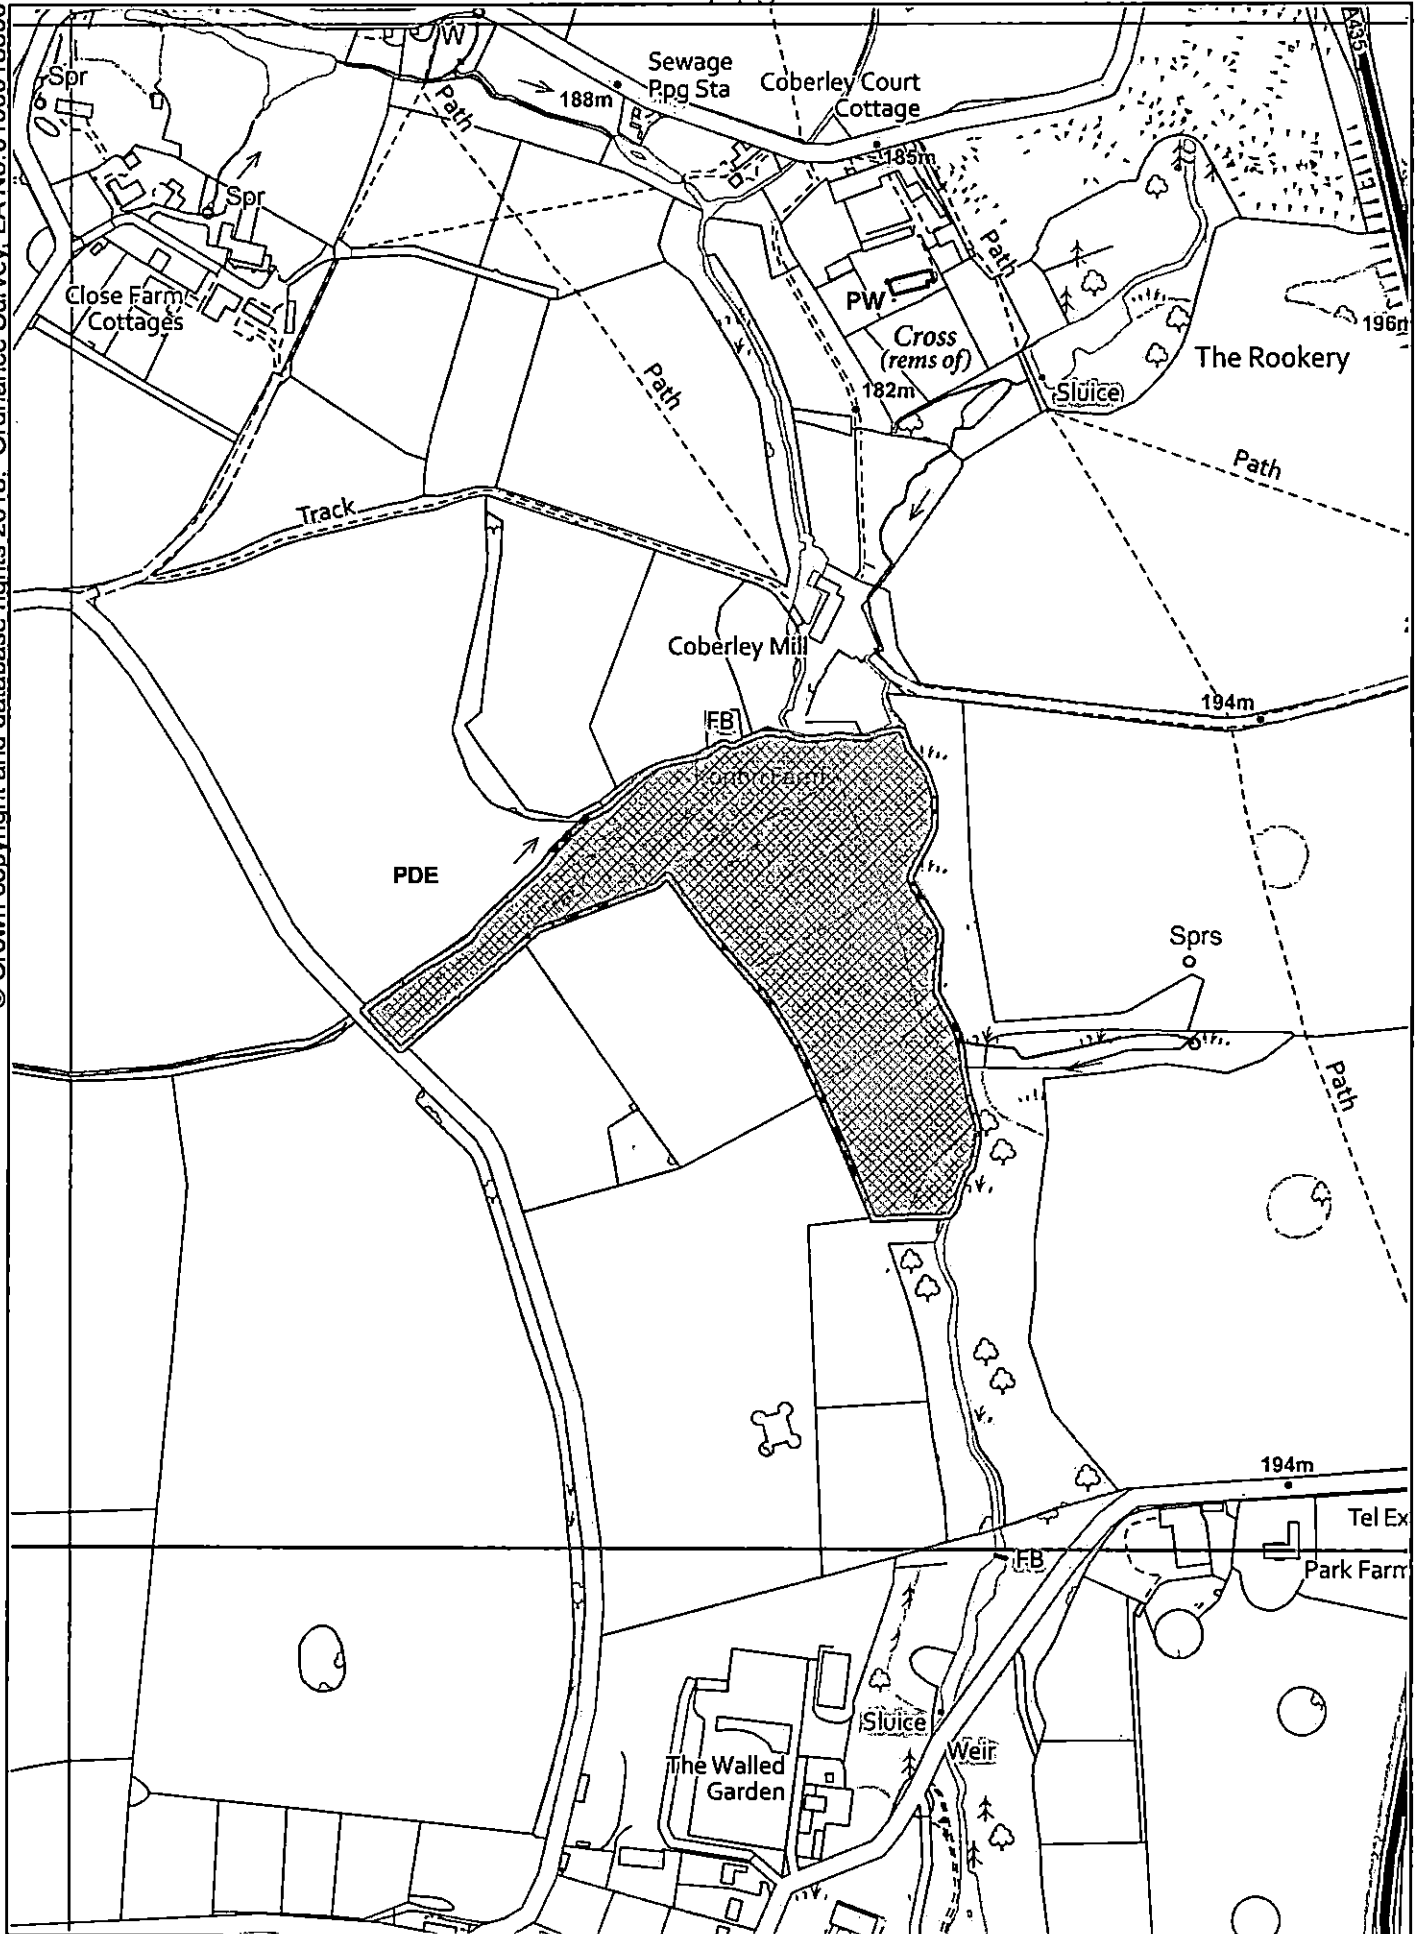 A435
W
Spr
Sewage
Ppg Sta
Coberley Court
Cottage
188m
Path
185m
Spr
Path
Close Farm
Cottages
PW
Cross
(rems of)
196m
The Rookery
Path
182m
Sluice
Path
Track
Coberley Mill
194m
FB
PDE
Sprs
Path
194m
Tel Ex
FB
Park Farm
Sluice
Weir
The Walled
Garden